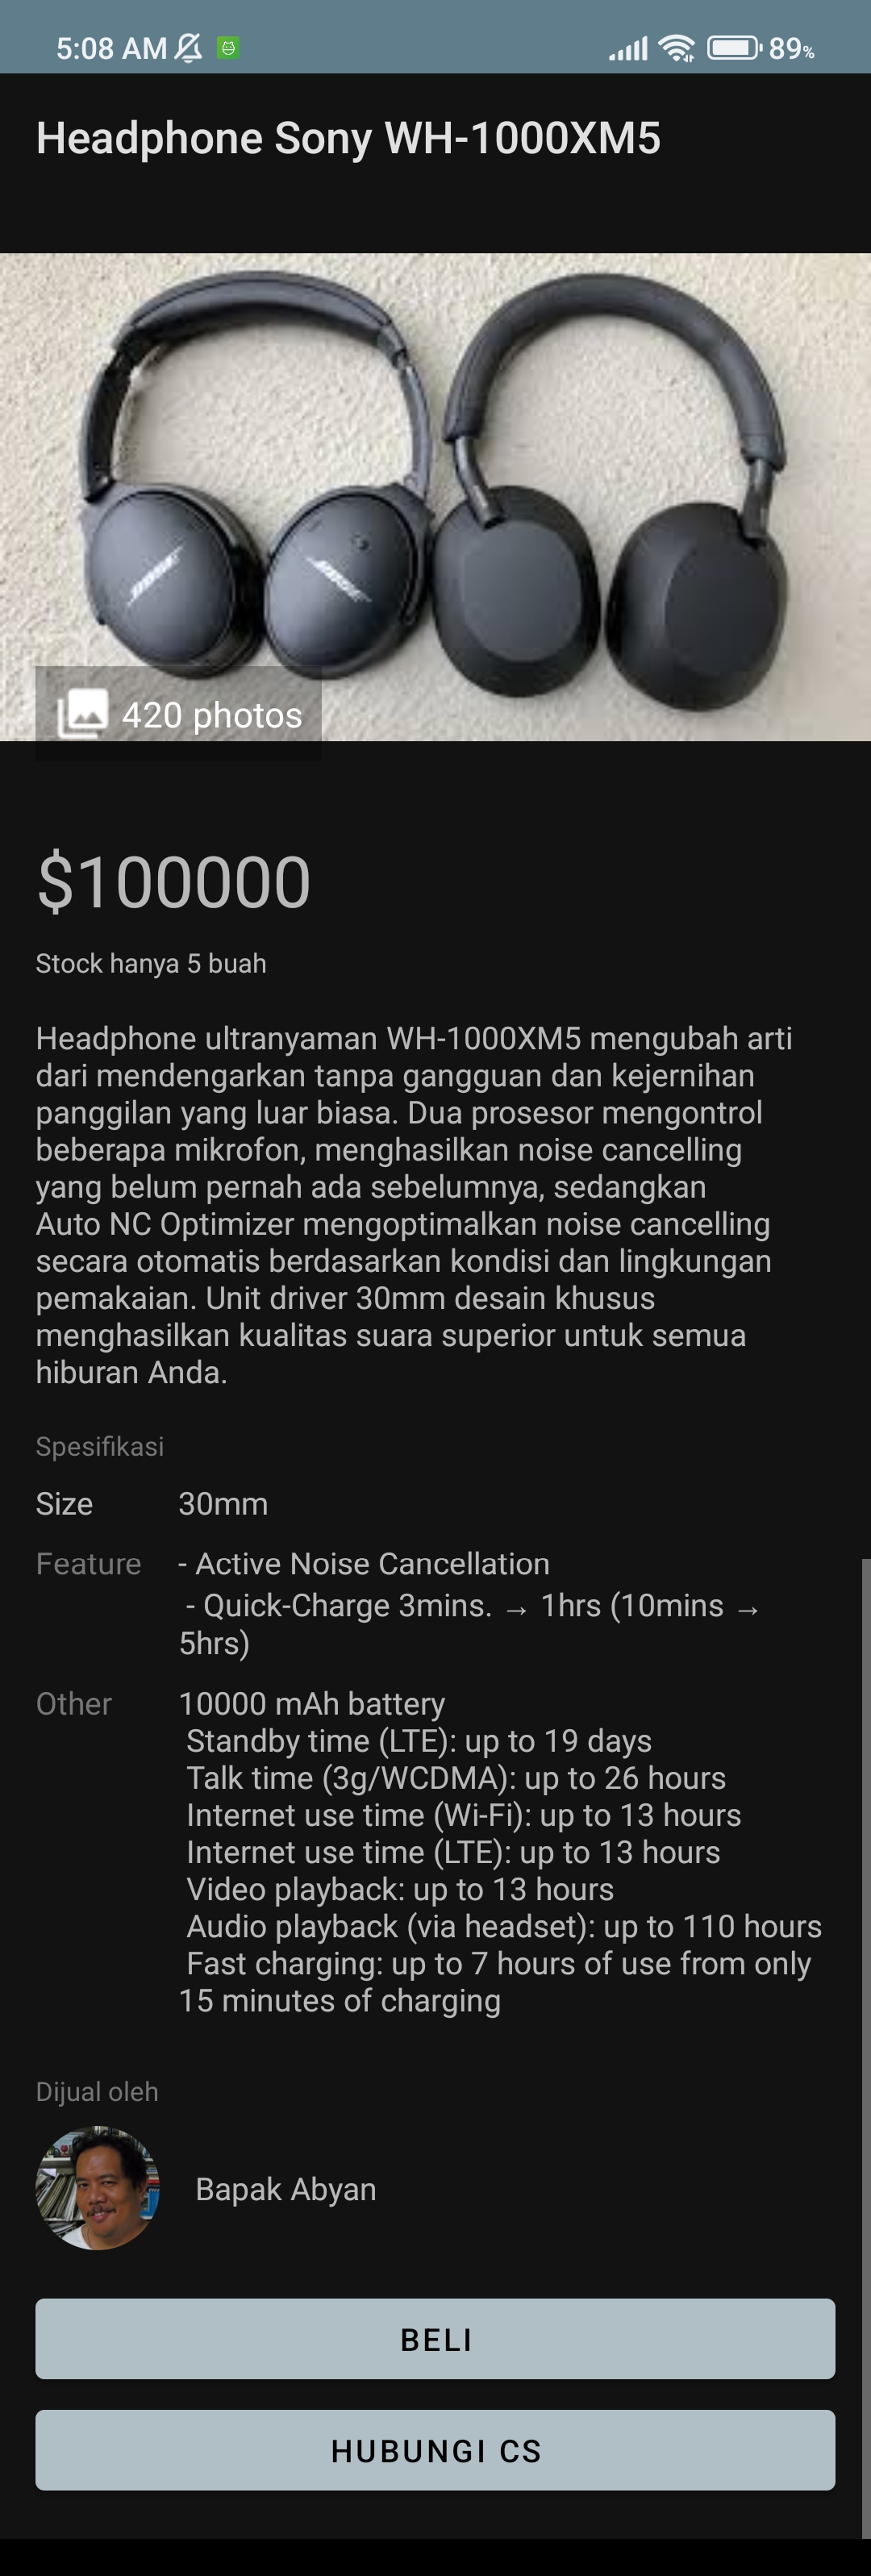 5:08 AM
89%
Headphone Sony WH-1000XM5
BOSE
BOSE
420 photos
$100000
Stock hanya 5 buah
Headphone ultranyaman WH-1000XM5 mengubah arti
dari mendengarkan tanpa gangguan dan kejernihan
panggilan yang luar biasa. Dua prosesor mengontrol
beberapa mikrofon, menghasilkan noise cancelling
yang belum pernah ada sebelumnya, sedangkan
Auto NC Optimizer mengoptimalkan noise cancelling
secara otomatis berdasarkan kondisi dan lingkungan
pemakaian. Unit driver 30mm desain khusus
menghasilkan kualitas suara superior untuk semua
hiburan Anda.
Spesifikasi
Size 30mm
Feature - Active Noise Cancellation
- Quick-Charge 3mins. → 1hrs (10mins →
5hrs)
Other 10000 mAh battery
Standby time (LTE): up to 19 days
Talk time (3g/WCDMA): up to 26 hours
Internet use time (Wi-Fi): up to 13 hours
Internet use time (LTE): up to 13 hours
Video playback: up to 13 hours
Audio playback (via headset): up to 110 hours
Fast charging: up to 7 hours of use from only
15 minutes of charging
Dijual oleh
Bapak Abyan
BELI
HUBUNGI CS